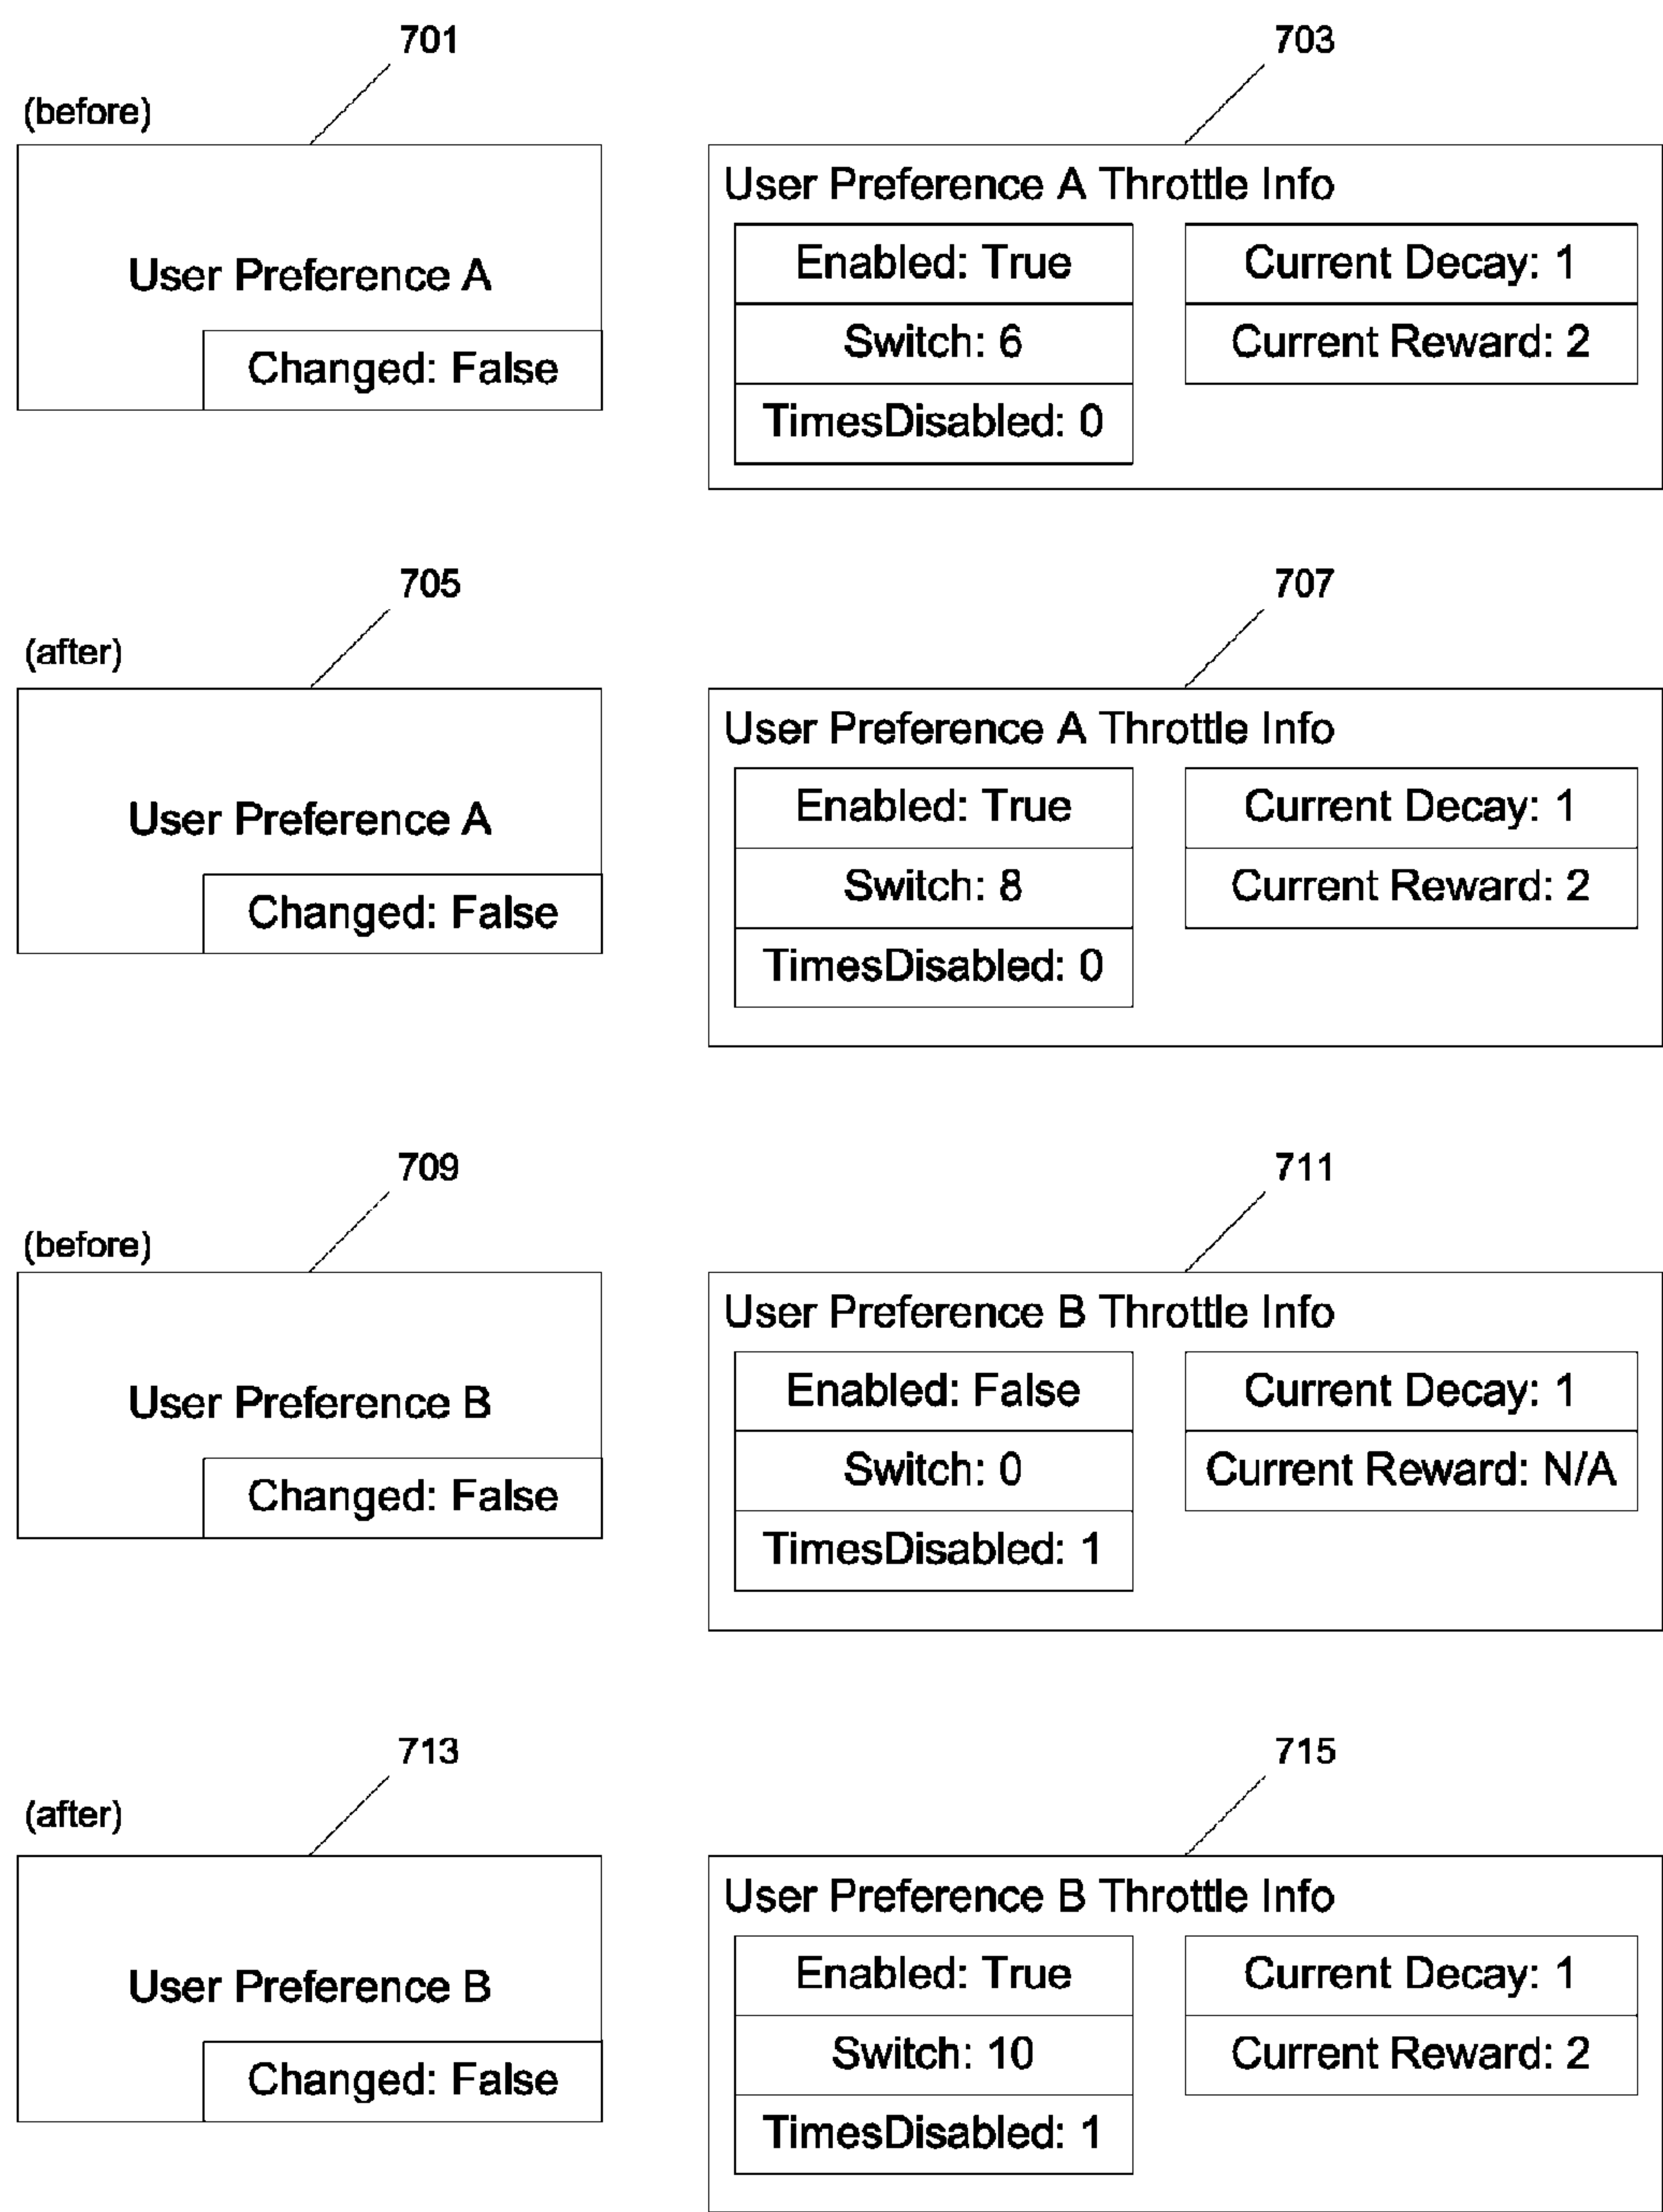 701
703
(before)
User Preference A
Changed: False
User Preference A Throttle Info
Enabled: True
Switch: 6
TimesDisabled: 0
Current Decay: 1
Current Reward: 2
705
707
(after)
User Preference A
Changed: False
User Preference A Throttle Info
Enabled: True
Switch: 8
TimesDisabled: 0
Current Decay: 1
Current Reward: 2
709
711
(before)
User Preference B
Changed: False
User Preference B Throttle Info
Enabled: False
Switch: 0
TimesDisabled: 1
Current Decay: 1
Current Reward: N/A
713
715
(after)
User Preference B
Changed: False
User Preference B Throttle Info
Enabled: True
Switch: 10
TimesDisabled: 1
Current Decay: 1
Current Reward: 2